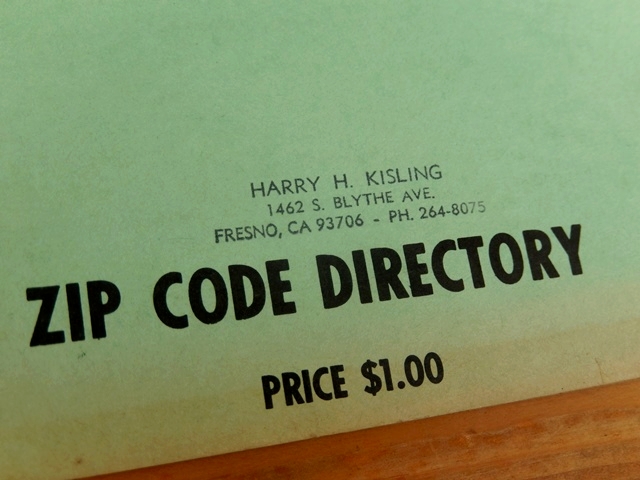 HARRY H. KISLING
1462 S. BLYTHE AVE.
FRESNO, CA 93706 - PH. 264-8075
ZIP CODE DIRECTORY
PRICE $1.00